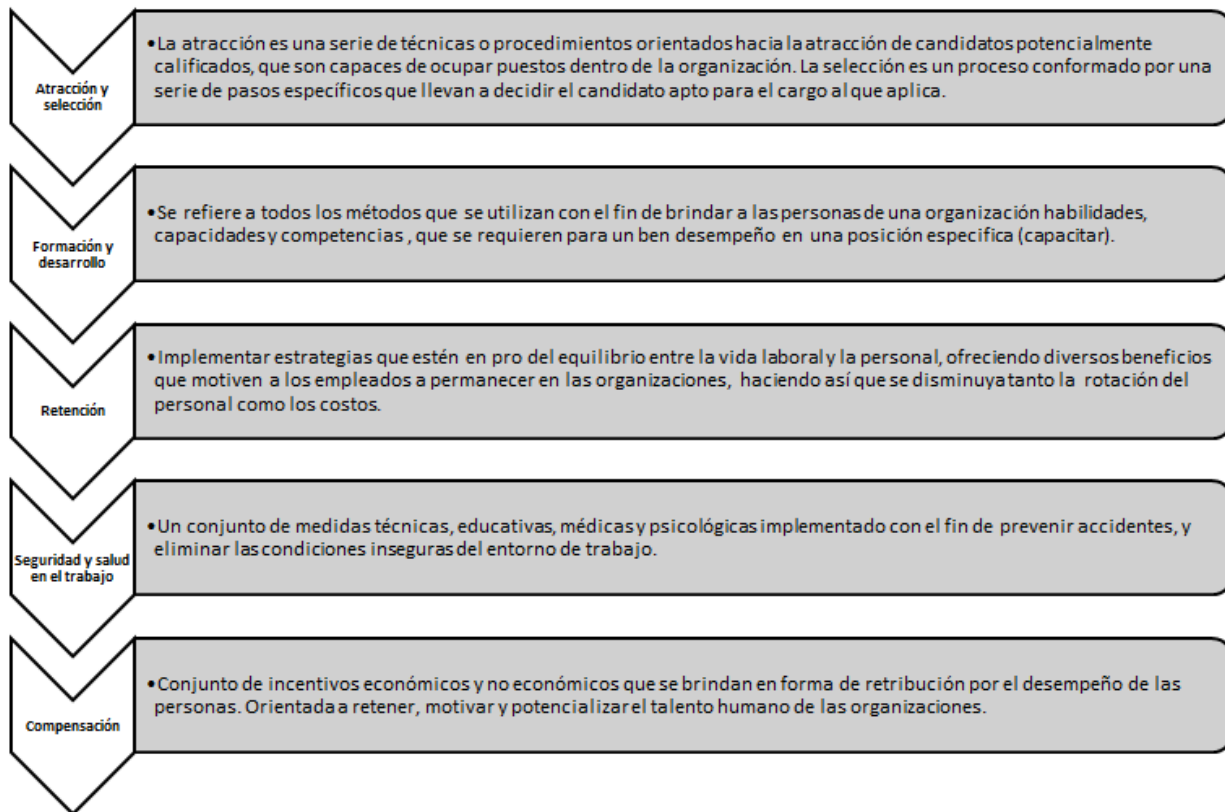 Atracción y
selección
•La atracción es una serie de técnicas o procedimientos orientados hacia la atracción de candidatos potencialmente
calificados, que son capaces de ocupar puestos dentro de la organización. La selección es un proceso conformado por una
serie de pasos específicos que llevan a decidir el candidato apto para el cargo al que aplica.
Formación y
desarrollo
•Se refiere a todos los métodos que se utilizan con el fin de brindar a las personas de una organización habilidades,
capacidades y competencias , que se requieren para un ben desempeño en una posición especifica (capacitar).
Retención
•Implementar estrategias que estén en pro del equilibrio entre la vida laboral y la personal, ofreciendo diversos beneficios
que motiven a los empleados a permanecer en las organizaciones, haciendo así que se disminuya tanto la rotación del
personal como los costos.
Seguridad y salud
en el trabajo
•Un conjunto de medidas técnicas, educativas, médicas y psicológicas implementado con el fin de prevenir accidentes, y
eliminar las condiciones inseguras del entorno de trabajo.
Compensación
•Conjunto de incentivos económicos y no económicos que se brindan en forma de retribución por el desempeño de las
personas. Orientada a retener, motivar y potencializar el talento humano de las organizaciones.